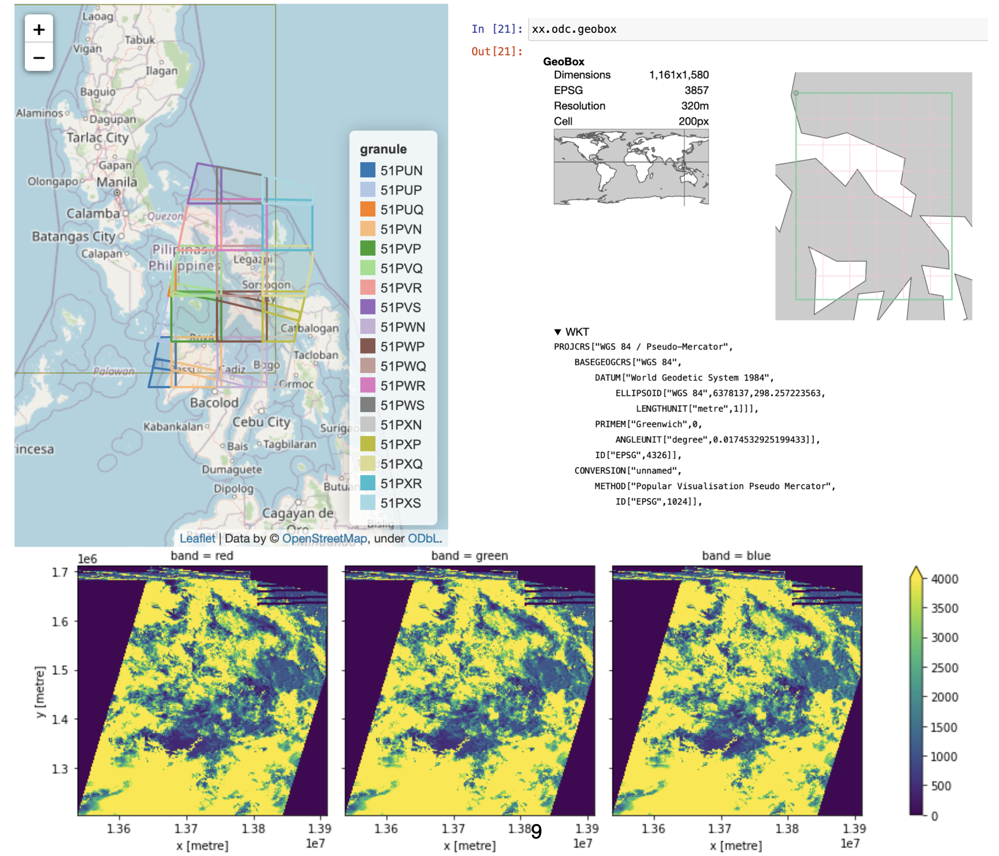 Laoag
Vigan
Tabuk
Ilagan
Baguio
Alaminos
Dagupan
Tarlac City
Gapan
Olongapo
Manila
Calamba
Quezon
Batangas City
Calapan
Pilipinas /
Philippines
Legazpi
Sorsogon
City
Catbalogan
Roxas
Tacloban
Palawan
Passi
Cadiz
Bogo
Ormoc
Bacolod
Cebu City
Kabankalan
Surigao
Bais
Tagbilaran
rincesa
Dumaguete
Dipolog
Butuan
Cagayan de
Oro
Bislig
Mindanao
+
−
granule
51PUN
51PUP
51PUQ
51PVN
51PVP
51PVQ
51PVR
51PVS
51PWN
51PWP
51PWQ
51PWR
51PWS
51PXN
51PXP
51PXQ
51PXR
51PXS
Leaflet | Data by © OpenStreetMap, under ODbL.
In [21]: xx.odc.geobox
Out[21]:
GeoBox
Dimensions 1,161x1,580
EPSG 3857
Resolution 320m
Cell 200px
▼ WKT
PROJCRS["WGS 84 / Pseudo-Mercator",
BASEGEOGCRS["WGS 84",
DATUM["World Geodetic System 1984",
ELLIPSOID["WGS 84",6378137,298.257223563,
LENGTHUNIT["metre",1]]],
PRIMEM["Greenwich",0,
ANGLEUNIT["degree",0.0174532925199433]],
ID["EPSG",4326]],
CONVERSION["unnamed",
METHOD["Popular Visualisation Pseudo Mercator",
ID["EPSG",1024]],
1e6
band = red
band = green
band = blue
1.7
1.6
1.5
1.4
1.3
y [metre]
1.36 1.37 1.38 1.39
x [metre]
1e7
1.36 1.37 1.38 1.39
x [metre]
1e7
1.36 1.37 1.38 1.39
x [metre]
1e7
4000
3500
3000
2500
2000
1500
1000
500
0
9